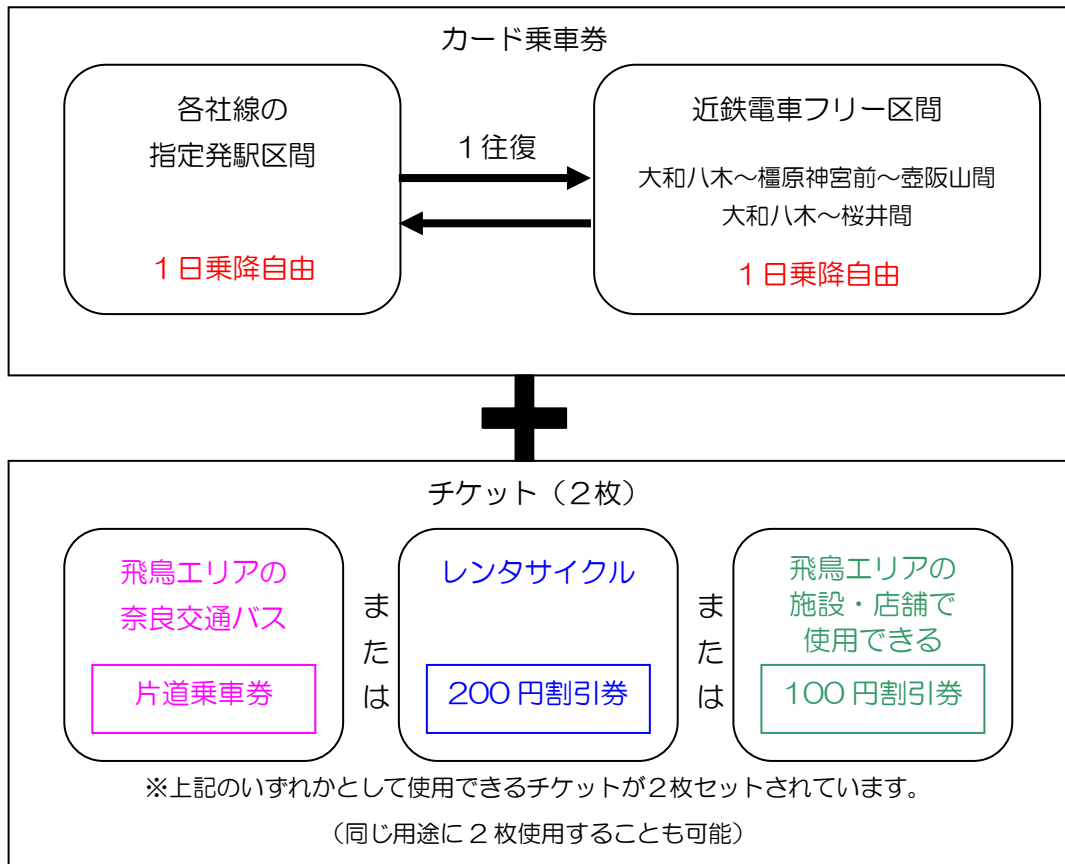 カード乗車券
各社線の
指定発駅区間
1日乗降自由
1往復
近鉄電車フリー区間
大和八木～橿原神宮前～壺阪山間
大和八木～桜井間
1日乗降自由
チケット（2枚）
飛鳥エリアの
奈良交通バス
片道乗車券
または
レンタサイクル
200円割引券
または
飛鳥エリアの
施設・店舗で
使用できる
100円割引券
※上記のいずれかとして使用できるチケットが2枚セットされています。
（同じ用途に2枚使用することも可能）